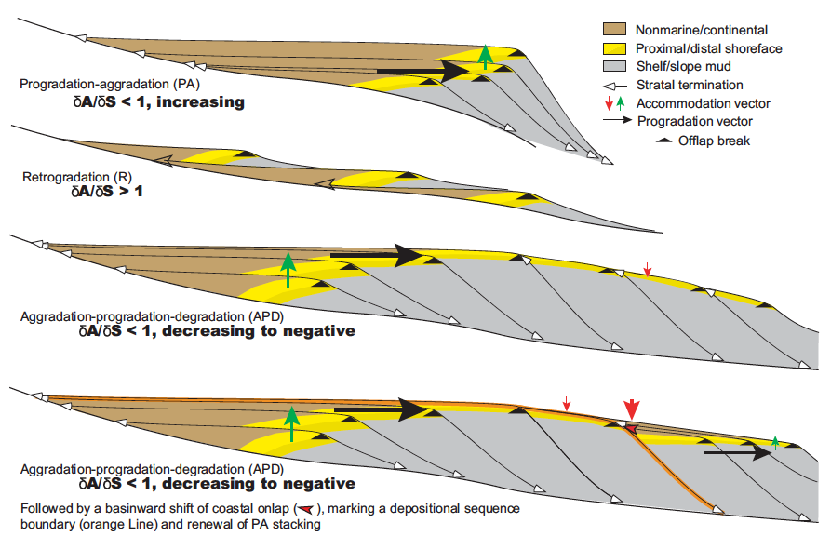 Nonmarine/continental
Proximal/distal shoreface
Shelf/slope mud
Stratal termination
Accommodation vector
Progradation vector
Offlap break
Progradation-aggradation (PA)
δA/δS < 1, increasing
Retrogradation (R)
δA/δS > 1
Aggradation-progradation-degradation (APD)
δA/δS < 1, decreasing to negative
Aggradation-progradation-degradation (APD)
δA/δS < 1, decreasing to negative
Followed by a basinward shift of coastal onlap ( ), marking a depositional sequence
boundary (orange Line) and renewal of PA stacking